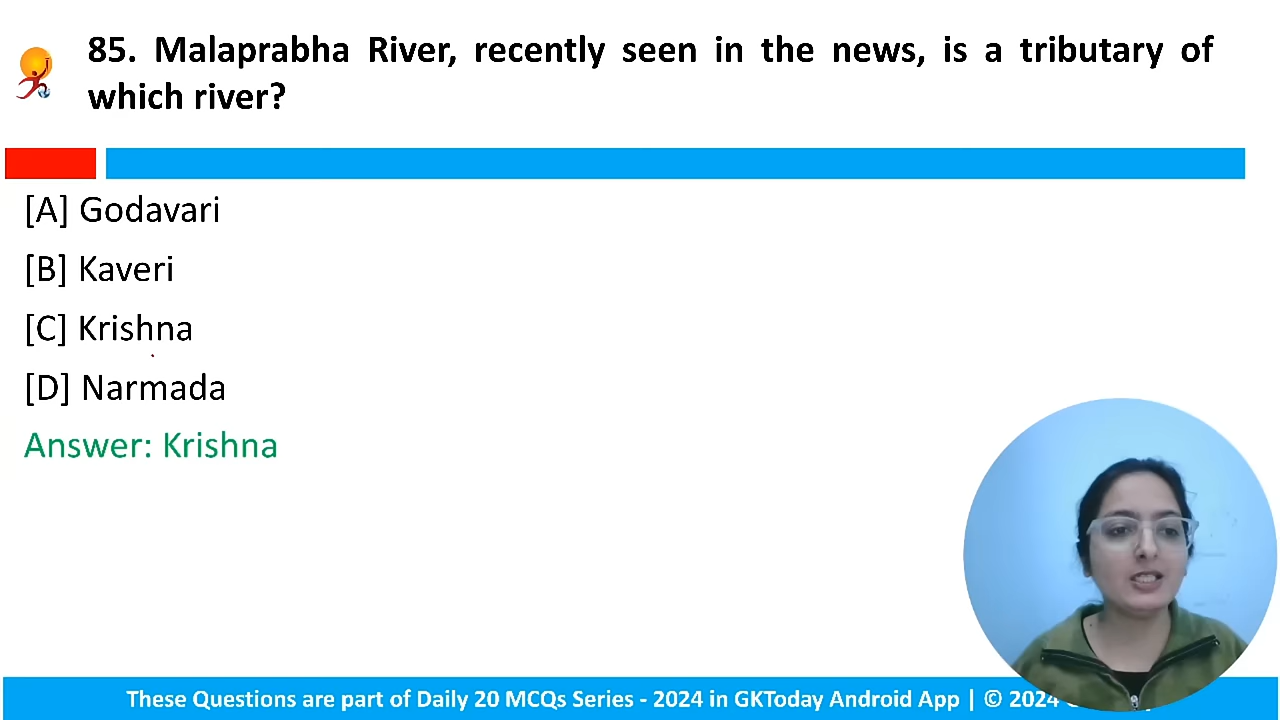 85. Malaprabha River, recently seen in the news, is a tributary of
which river?
[A] Godavari
[B] Kaveri
[C] Krishna
[D] Narmada
Answer: Krishna
These Questions are part of Daily 20 MCQs Series - 2024 in GKToday Android App | © 2024